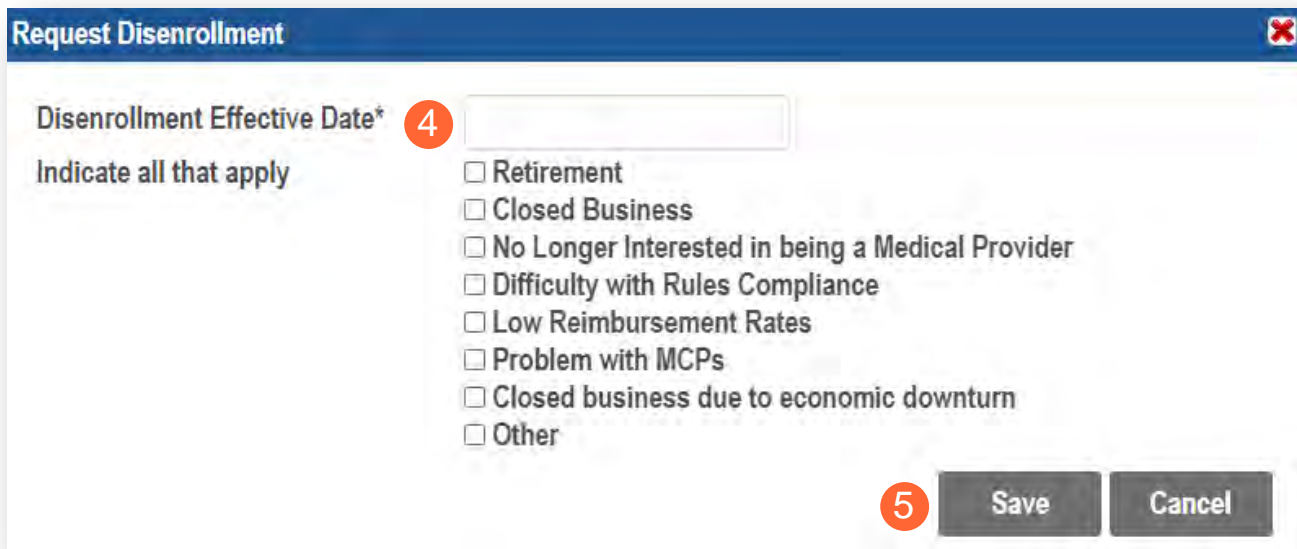 Request Disenrollment
Disenrollment Effective Date* 4
Indicate all that apply
Retirement
Closed Business
No Longer Interested in being a Medical Provider
Difficulty with Rules Compliance
Low Reimbursement Rates
Problem with MCPs
Closed business due to economic downturn
Other
5 Save Cancel